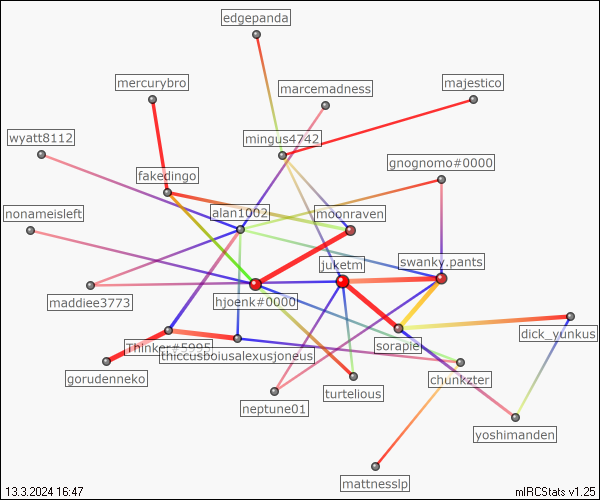 edgepanda
mercurybro
marcemadness
majestico
wyatt8112
mingus4742
gnognomo#0000
fakedingo
nonameisleft
alan1002
moonraven
juketm
swanky.pants
maddiee3773
hjoenk#0000
Thinker#5995
sorapie
dick_yunkus
thiccusboiusalexusjoneus
gorudenneko
chunkzter
neptune01
turtelious
yoshimanden
mattnesslp
13.3.2024 16:47
mIRCStats v1.25